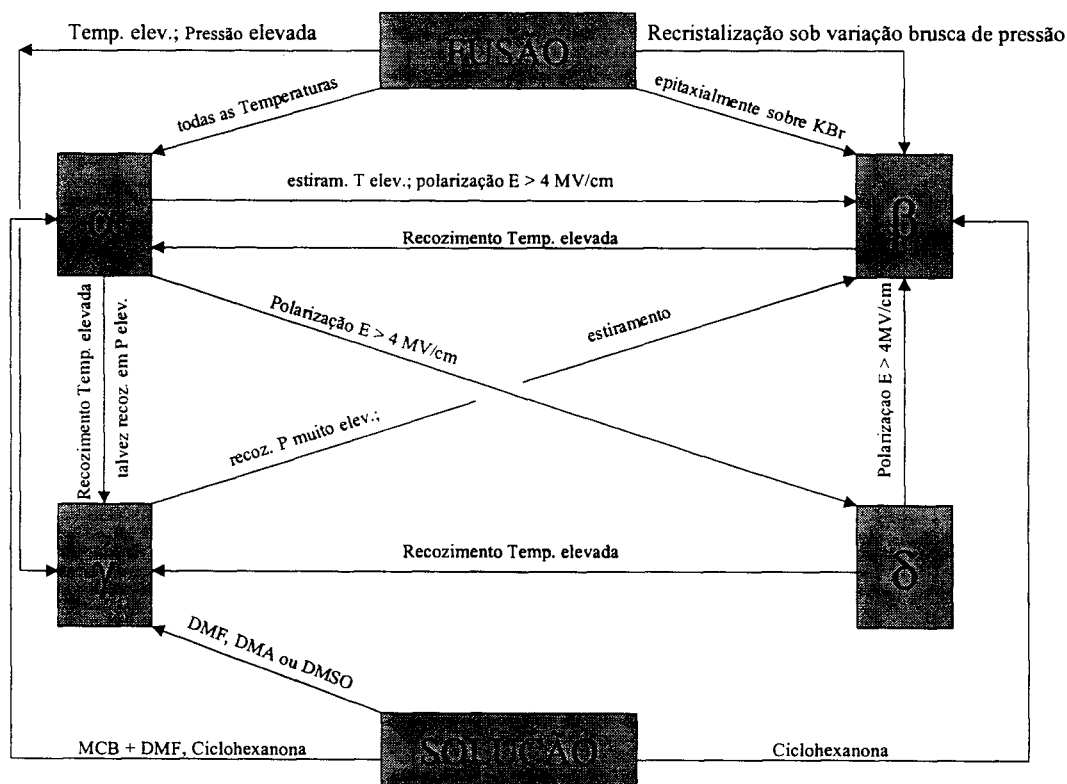 Temp. elev.; Pressão elevada
FUSÃO
Recristalização sob variação brusca de pressão
todas as Temperaturas
epitaxialmente sobre KBr
α
estiram. T elev.; polarização E > 4 MV/cm
β
Recozimento Temp. elevada
Recozimento Temp. elevada
talvez recoz. em P elev.
Polarização E > 4 MV/cm
estiramento
recoz. P muito elev.;
Polarização E > 4MV/cm
γ
Recozimento Temp. elevada
δ
DMF, DMA ou DMSO
MCB + DMF, Ciclohexanona
SOLUÇÃO
Ciclohexanona